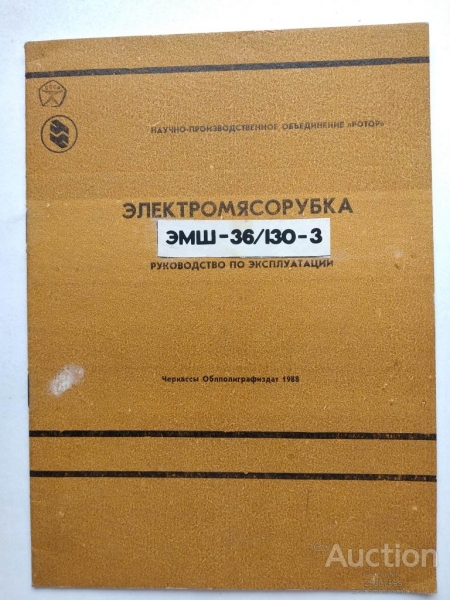 НАУЧНО-ПРОИЗВОДСТВЕННОЕ ОБЪЕДИНЕНИЕ «РОТОР»
ЭЛЕКТРОМЯСОРУБКА
ЭМШ-36/130-3
РУКОВОДСТВО ПО ЭКСПЛУАТАЦИИ
Черкассы Облполиграфиздат 1988
Auction